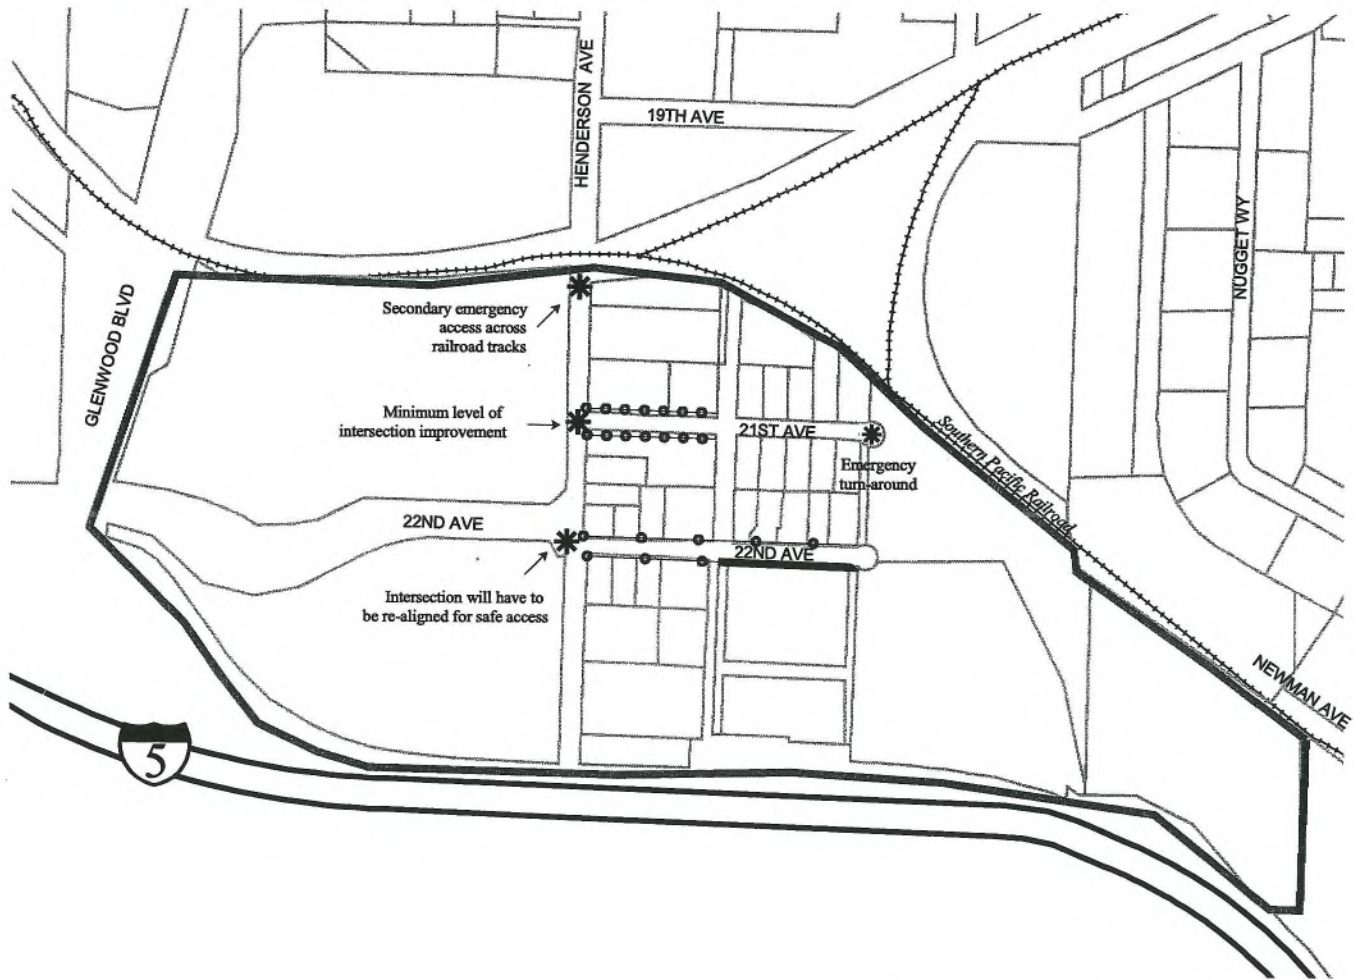 HENDERSON AVE
19TH AVE
NUGGET WY
GLENWOOD BLVD
Secondary emergency
access across
railroad tracks
Minimum level of
intersection improvement
21ST AVE
Emergency
turn-around
Southern Pacific Railroad
22ND AVE
22ND AVE
Intersection will have to
be re-aligned for safe access
NEWMAN AVE
5